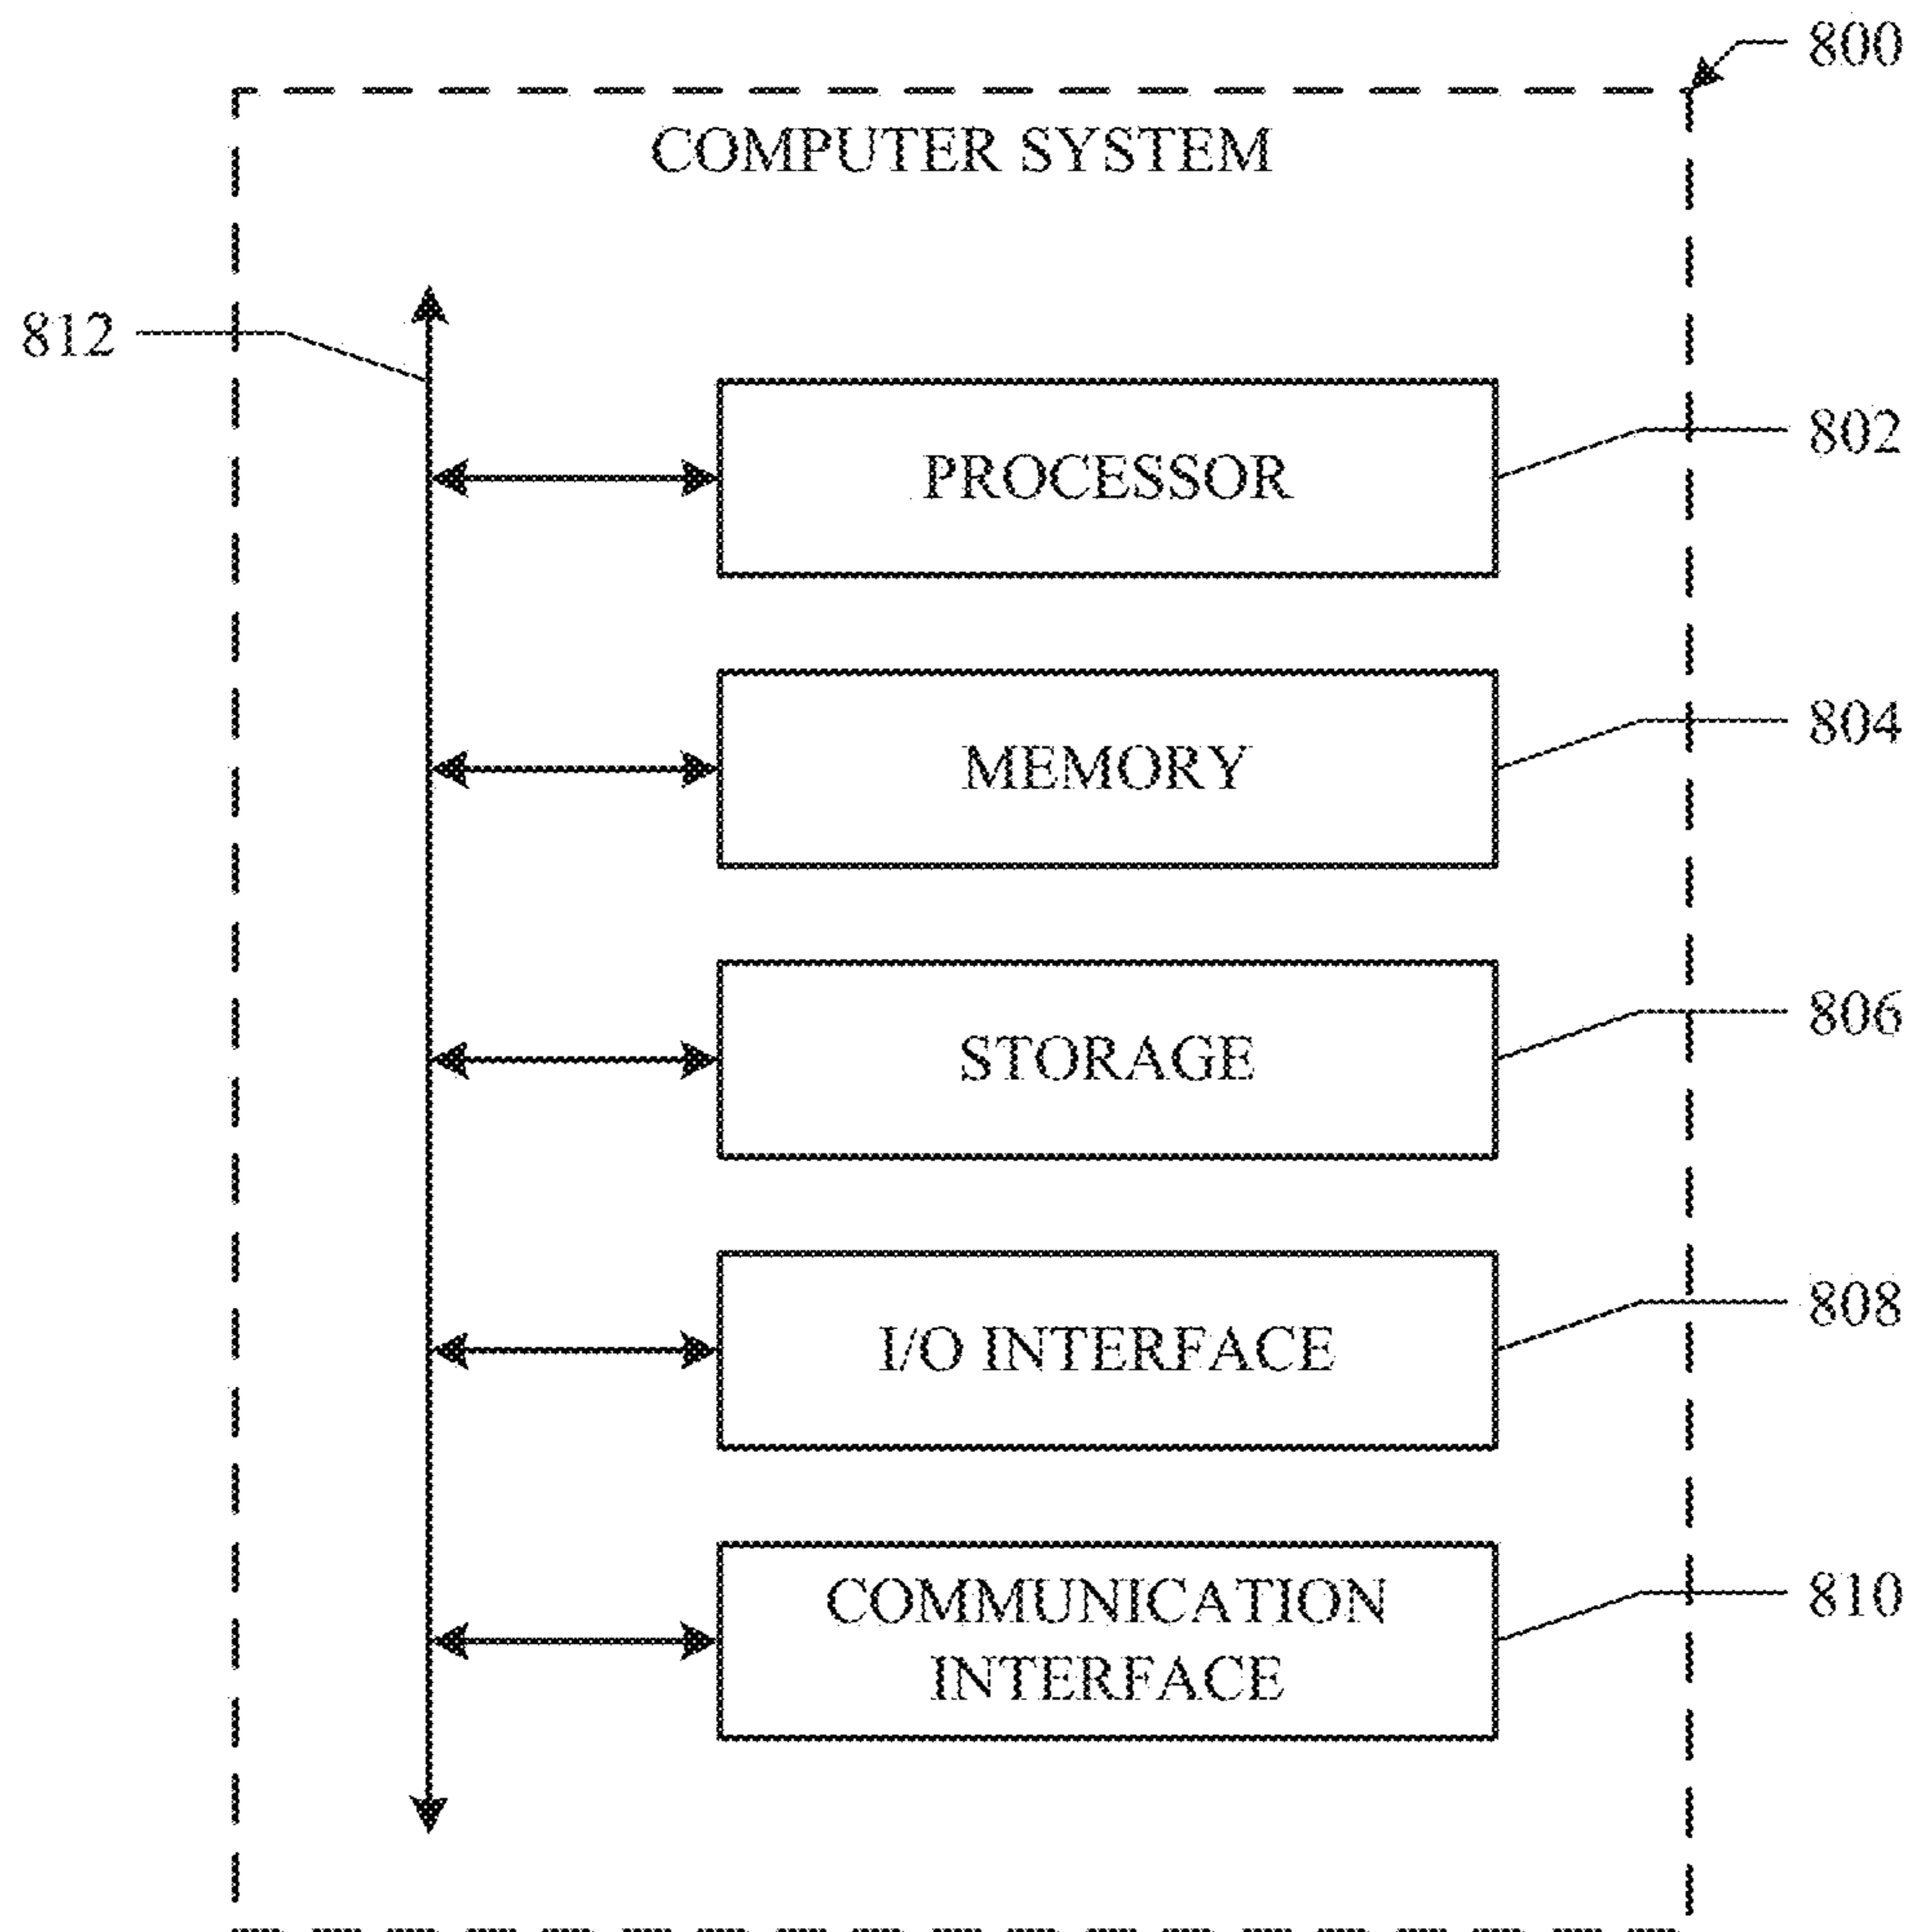 800
COMPUTER SYSTEM
812
PROCESSOR
802
MEMORY
804
STORAGE
806
I/O INTERFACE
808
COMMUNICATION
INTERFACE
810